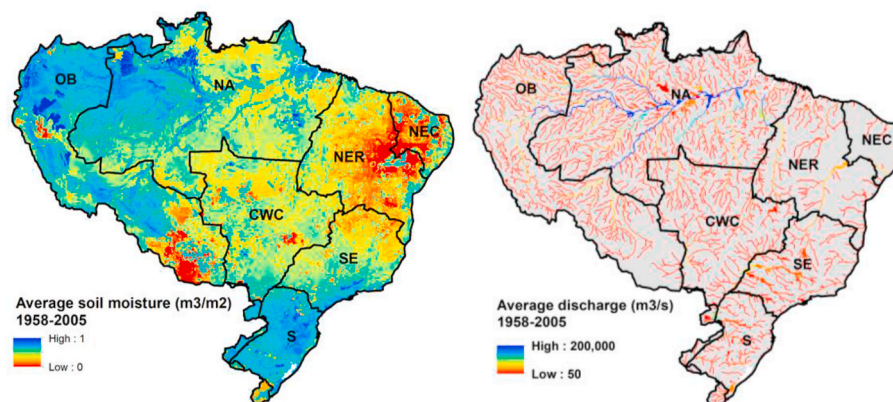 OB
NA
NEC
NER
CWC
SE
S
Average soil moisture (m3/m2)
1958-2005
High : 1
Low : 0
OB
NA
NEC
NER
CWC
SE
S
Average discharge (m3/s)
1958-2005
High : 200,000
Low : 50